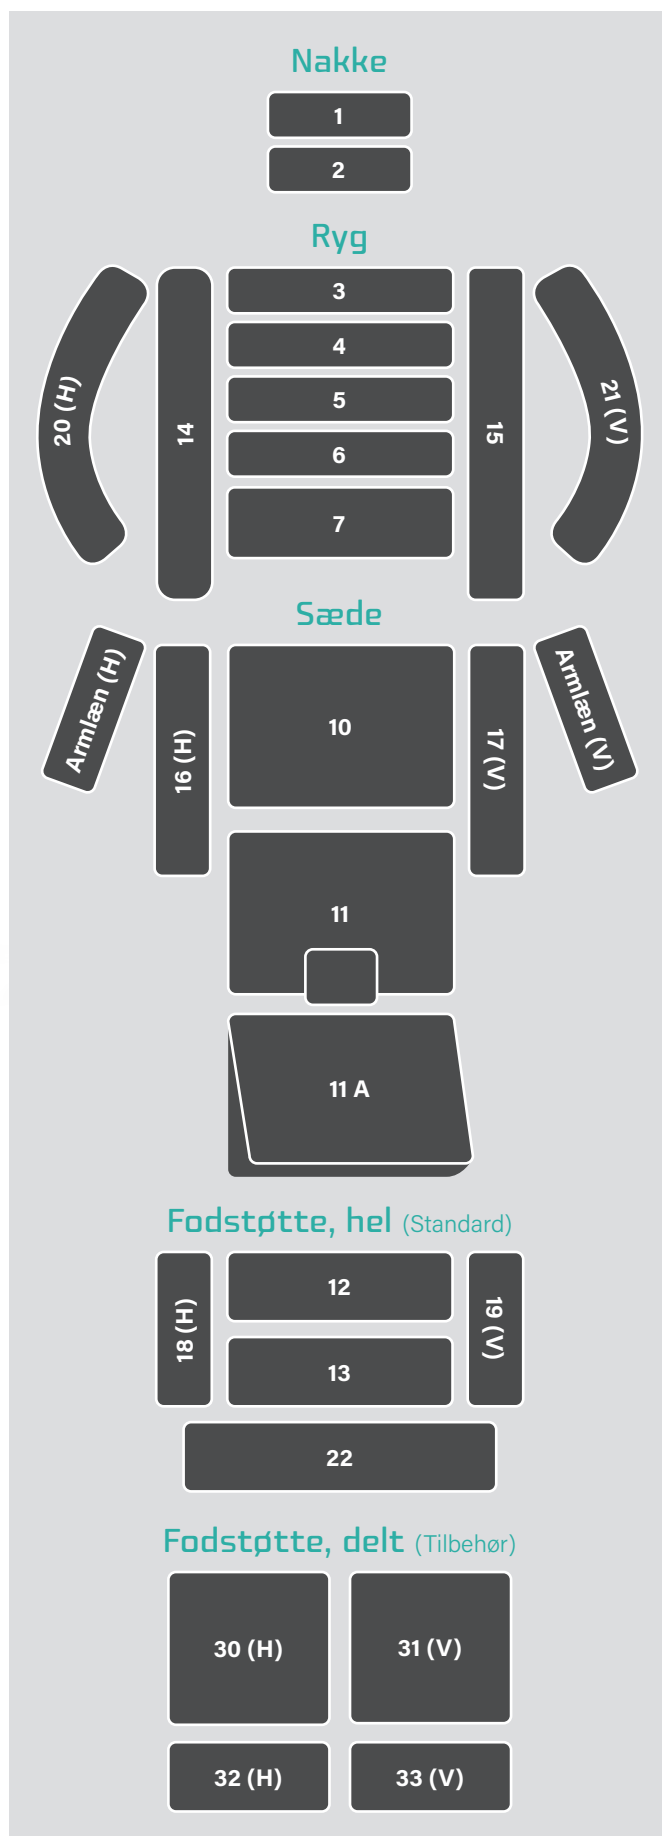 Nakke
1
2
Ryg
3
4
5
6
7
20 (H)
14
15
21 (V)
Sæde
Armlæn (H)
16 (H)
10
17 (V)
Armlæn (V)
11
11 A
Fodstøtte, hel (Standard)
18 (H)
12
13
19 (V)
22
Fodstøtte, delt (Tilbehør)
30 (H)
31 (V)
32 (H)
33 (V)